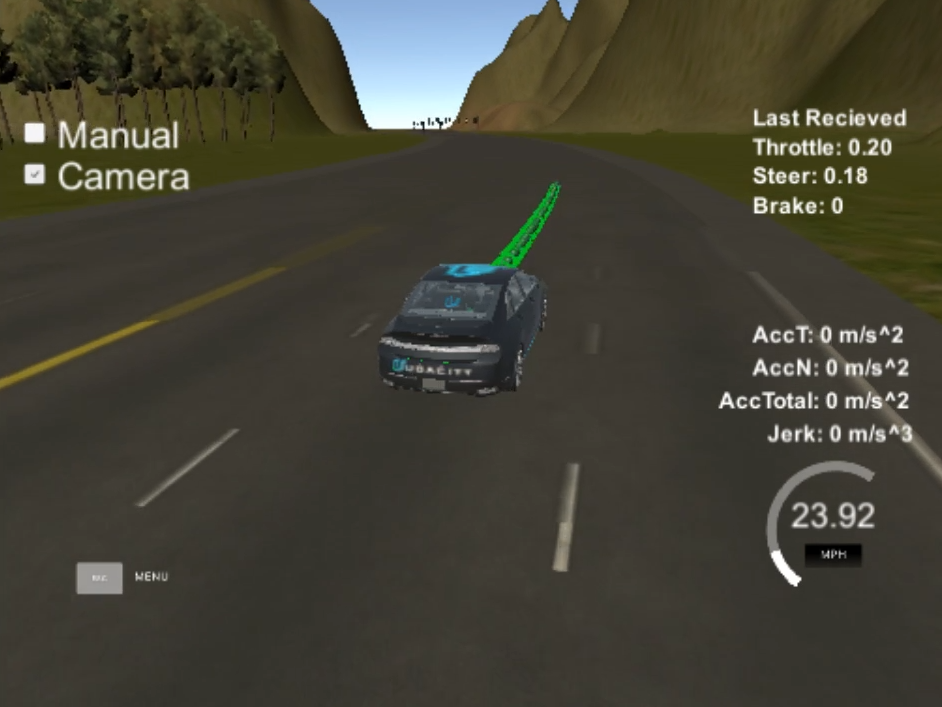 Manual
Camera
Last Recieved
Throttle: 0.20
Steer: 0.18
Brake: 0
UDACITY
AccT: 0 m/s^2
AccN: 0 m/s^2
AccTotal: 0 m/s^2
Jerk: 0 m/s^3
23.92
MPH
MENU